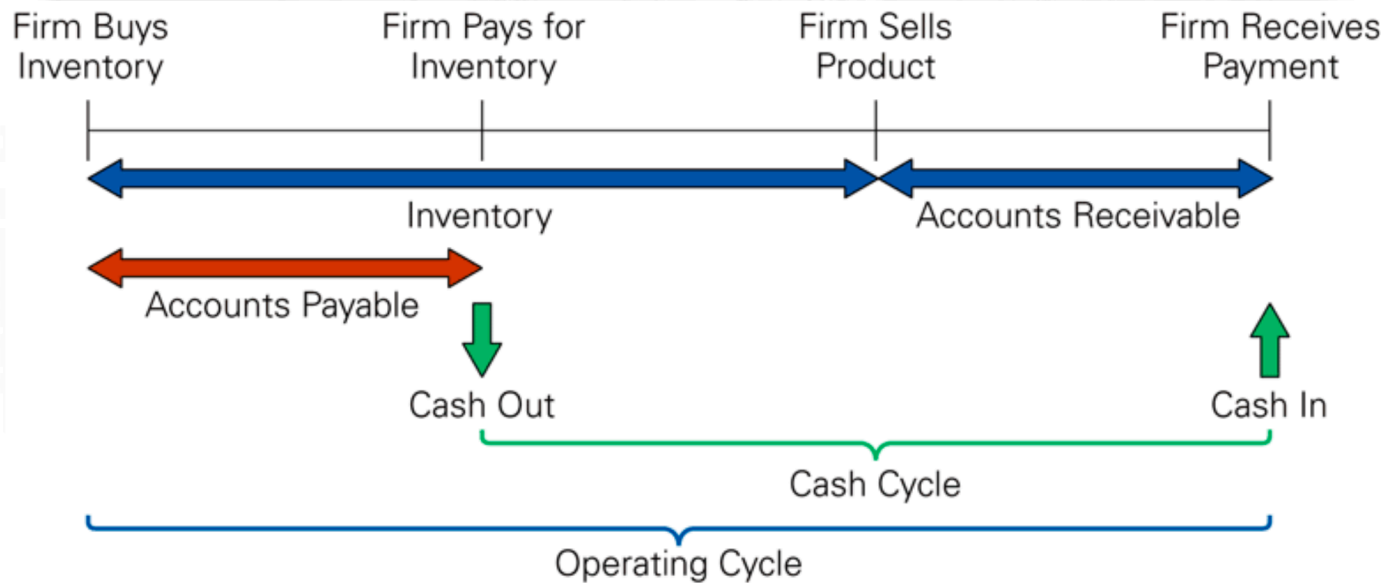 Firm Buys
Inventory
Firm Pays for
Inventory
Firm Sells
Product
Firm Receives
Payment
Inventory
Accounts Receivable
Accounts Payable
Cash Out
Cash In
Cash Cycle
Operating Cycle